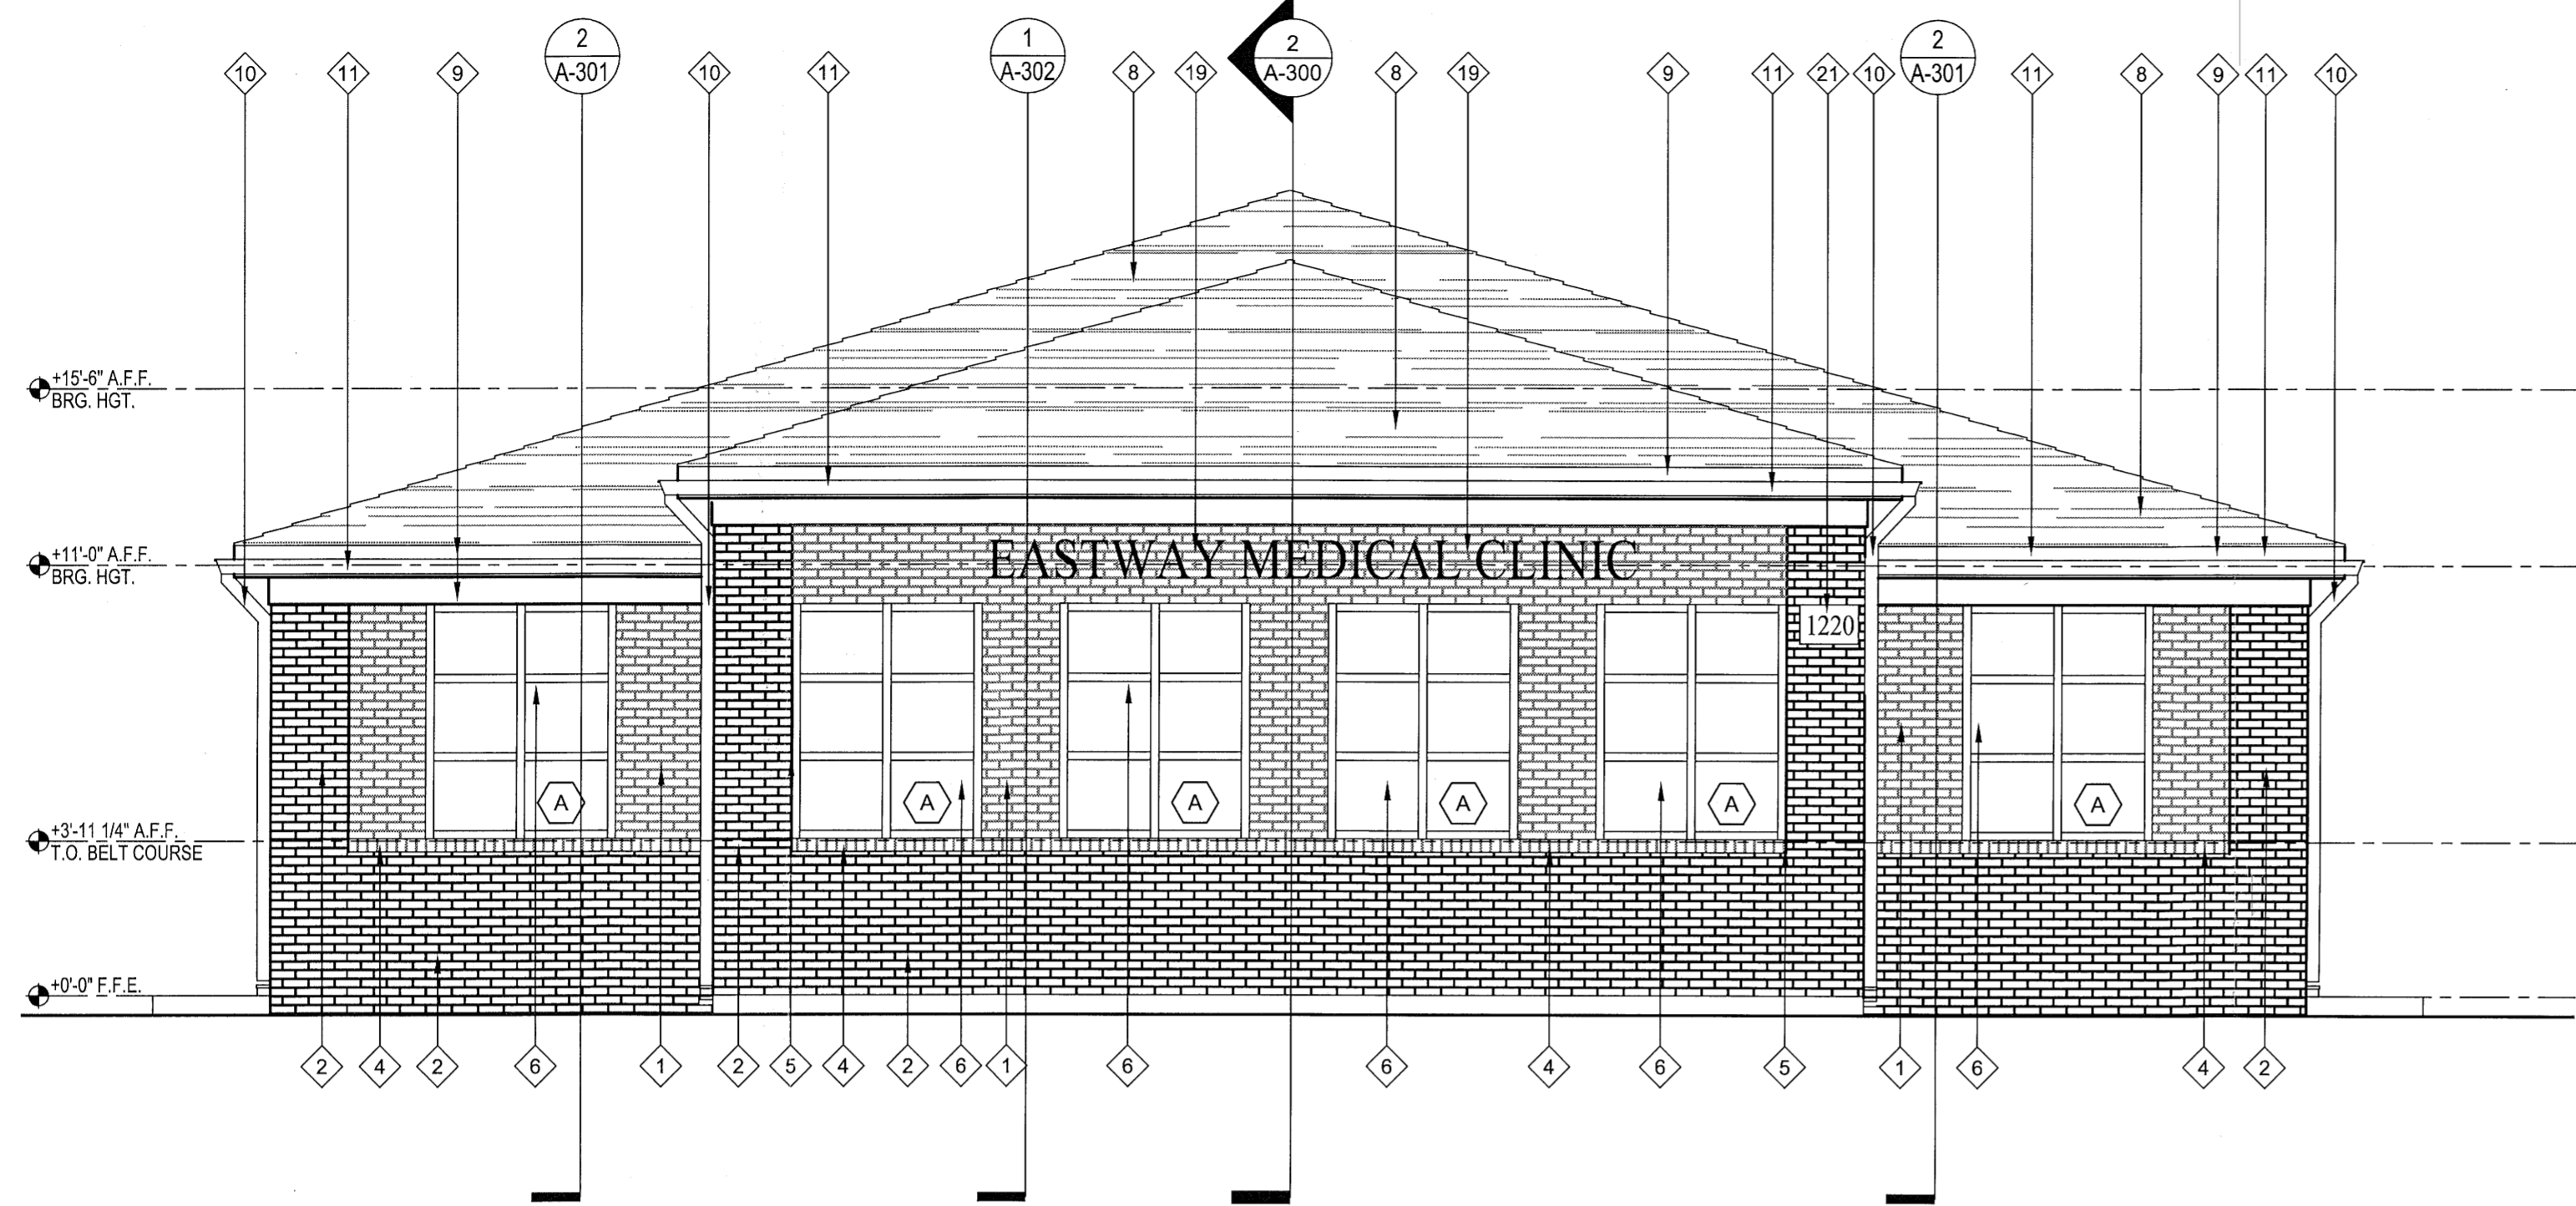 2
A-301
1
A-302
2
A-300
2
A-301
10 11 9 10 11 8 19 8 19 9 11 21 10 11 8 9 11 10
+15'-6" A.F.F.
BRG. HGT.
+11'-0" A.F.F.
BRG. HGT.
EASTWAY MEDICAL CLINIC
1220
A A A A A A
+3'-11 1/4" A.F.F.
T.O. BELT COURSE
+0'-0" F.F.E.
2 4 2 6 1 2 5 4 2 6 1 6 6 4 6 5 1 6 4 2